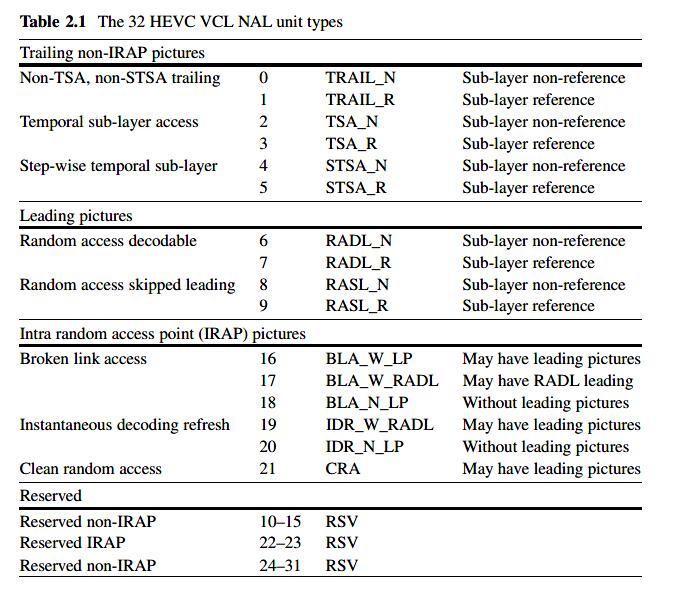 Table 2.1 The 32 HEVC VCL NAL unit types
Trailing non-IRAP pictures
Non-TSA, non-STSA trailing 0 TRAIL_N Sub-layer non-reference
1 TRAIL_R Sub-layer reference
Temporal sub-layer access 2 TSA_N Sub-layer non-reference
3 TSA_R Sub-layer reference
Step-wise temporal sub-layer 4 STSA_N Sub-layer non-reference
5 STSA_R Sub-layer reference
Leading pictures
Random access decodable 6 RADL_N Sub-layer non-reference
7 RADL_R Sub-layer reference
Random access skipped leading 8 RASL_N Sub-layer non-reference
9 RASL_R Sub-layer reference
Intra random access point (IRAP) pictures
Broken link access 16 BLA_W_LP May have leading pictures
17 BLA_W_RADL May have RADL leading
18 BLA_N_LP Without leading pictures
Instantaneous decoding refresh 19 IDR_W_RADL May have leading pictures
20 IDR_N_LP Without leading pictures
Clean random access 21 CRA May have leading pictures
Reserved
Reserved non-IRAP 10–15 RSV
Reserved IRAP 22–23 RSV
Reserved non-IRAP 24–31 RSV